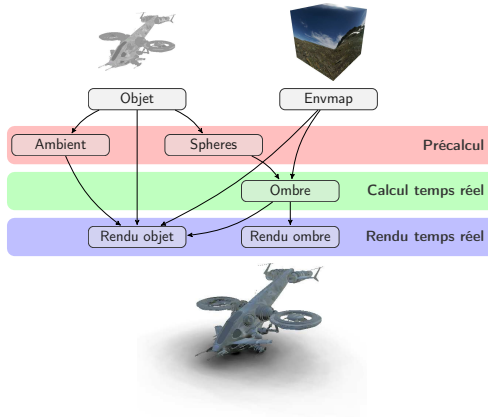 Objet
Envmap
Ambient
Spheres
Précalcul
Ombre
Calcul temps réel
Rendu objet
Rendu ombre
Rendu temps réel